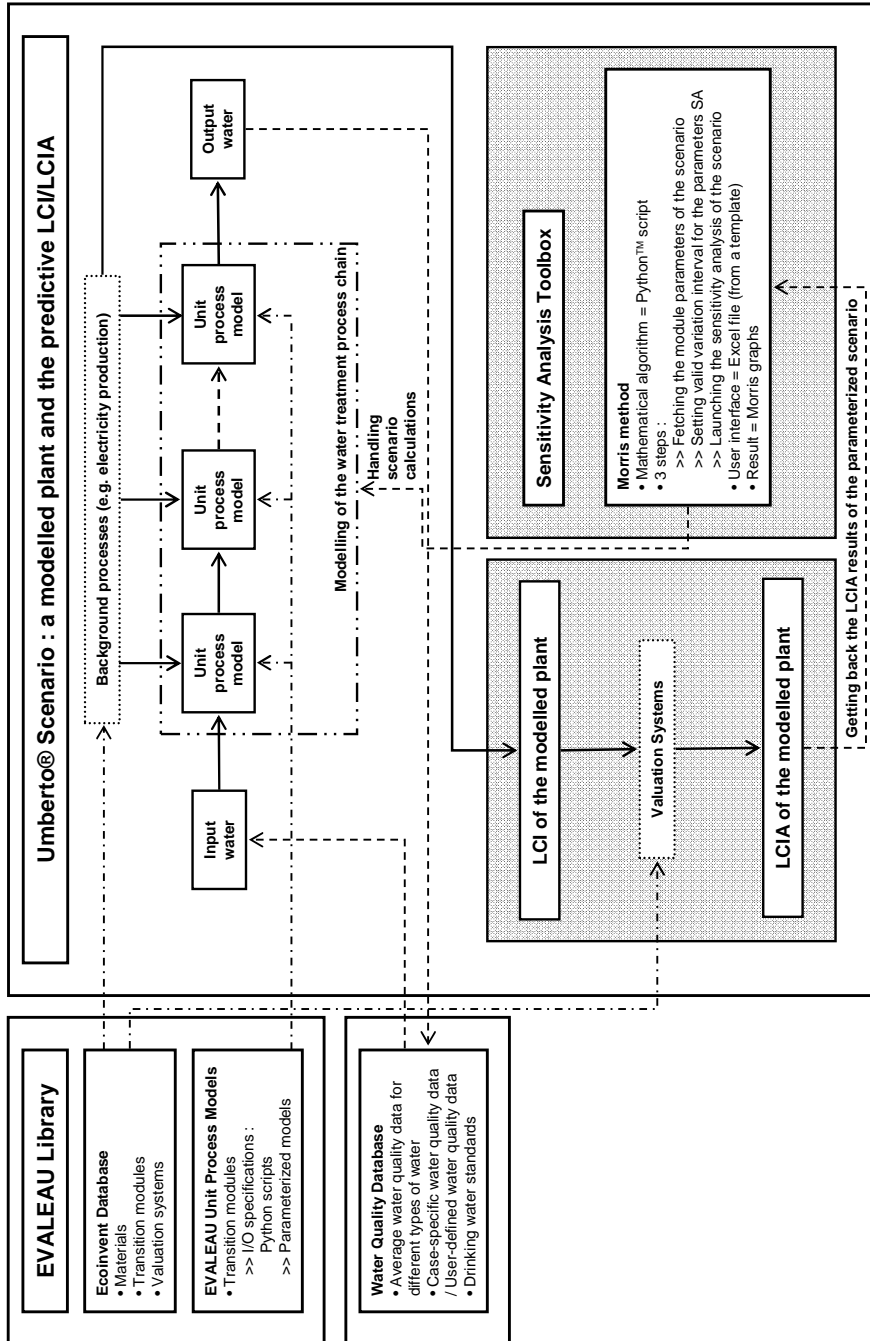 EVALEAU Library
Ecoinvent Database
• Materials
• Transition modules
• Valuation systems
EVALEAU Unit Process Models
• Transition modules
>> I/O specifications :
Python scripts
>> Parameterized models
Water Quality Database
• Average water quality data for
different types of water
• Case-specific water quality data
/ User-defined water quality data
• Drinking water standards
Umberto® Scenario : a modelled plant and the predictive LCI/LCIA
Background processes (e.g. electricity production)
Input
water
Unit
process
model
Unit
process
model
Unit
process
model
Output
water
Modelling of the water treatment process chain
Handling
scenario
calculations
LCI of the modelled plant
Valuation Systems
LCIA of the modelled plant
Sensitivity Analysis Toolbox
Morris method
• Mathematical algorithm = Python™ script
• 3 steps :
>> Fetching the module parameters of the scenario
>> Setting valid variation interval for the parameters SA
>> Launching the sensitivity analysis of the scenario
• User interface = Excel file (from a template)
• Result = Morris graphs
Getting back the LCIA results of the parameterized scenario